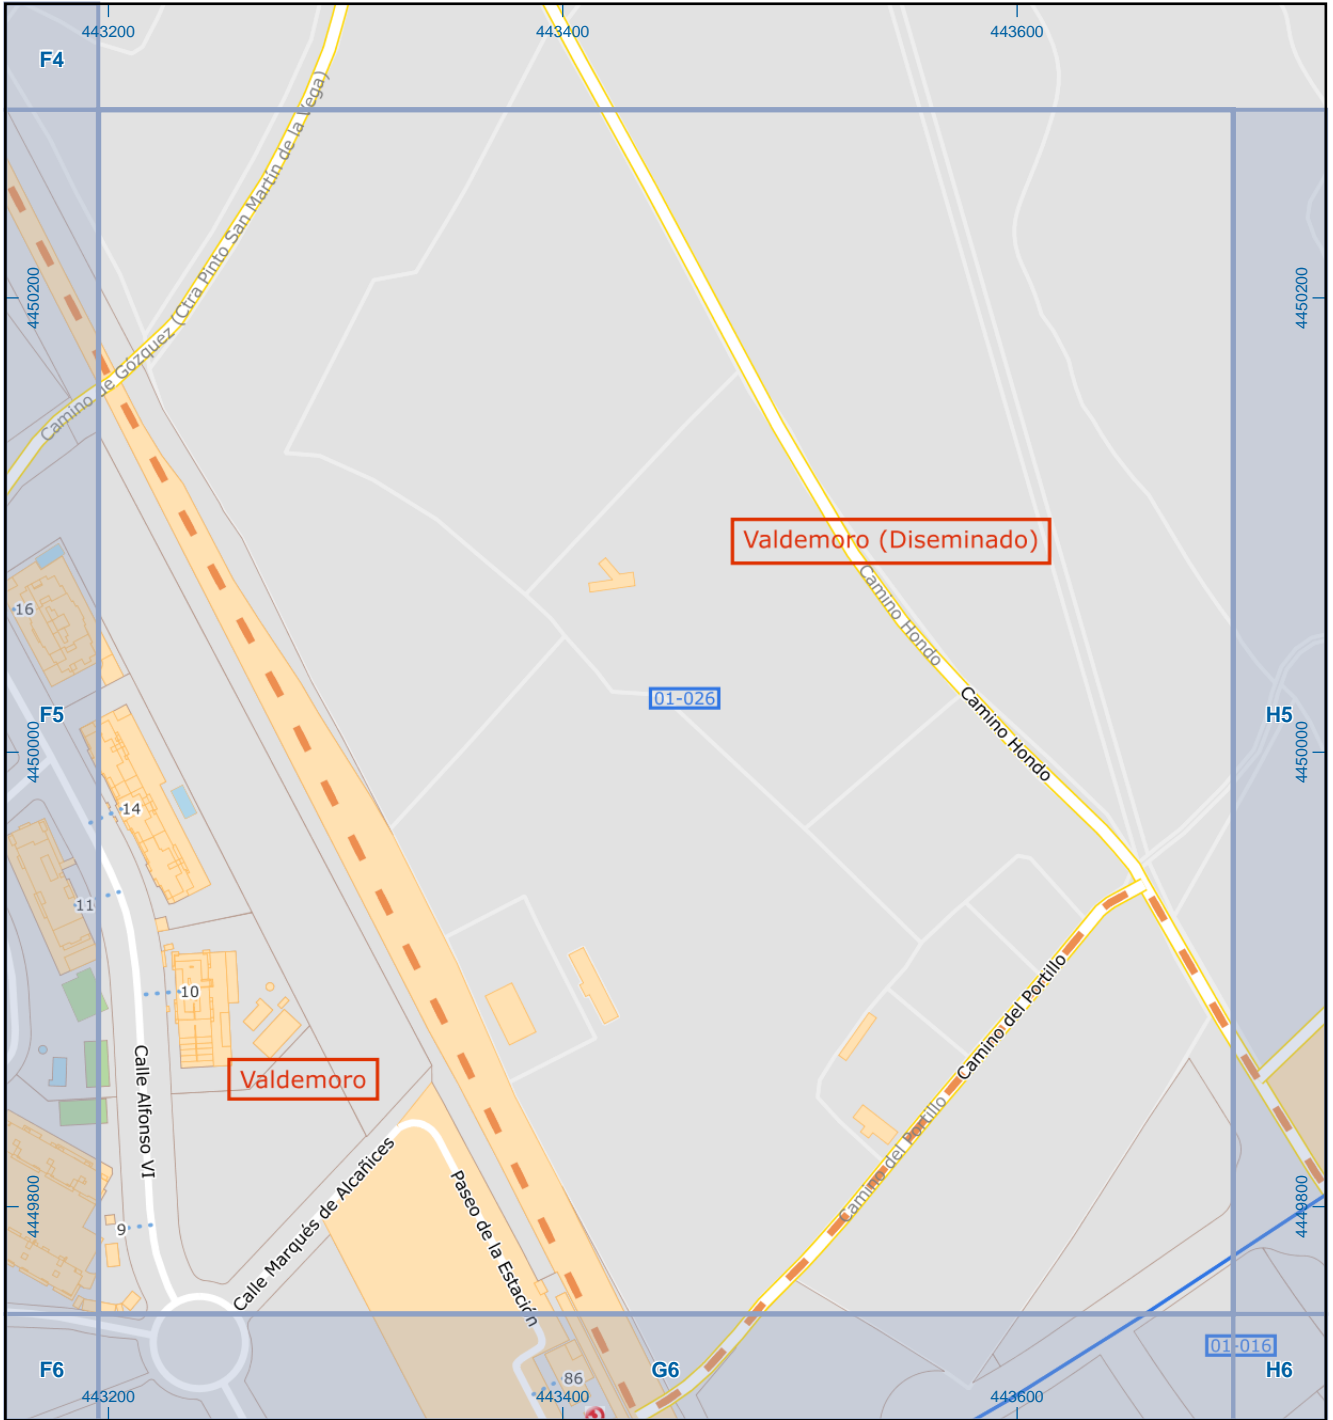 443200
443400
443600
F4
Camino de Gózquez (Ctra Pinto San Martín de la Vega)
4450200
4450200
Valdemoro (Diseminado)
Camino Hondo
16
01-026
Camino Hondo
F5
H5
4450000
4450000
14
11
10
Camino del Portillo
Calle Alfonso VI
Valdemoro
Camino del Portillo
Calle Marqués de Alcañices
Paseo de la Estación
4449800
4449800
9
01-016
F6
G6
H6
86
443200
443400
443600